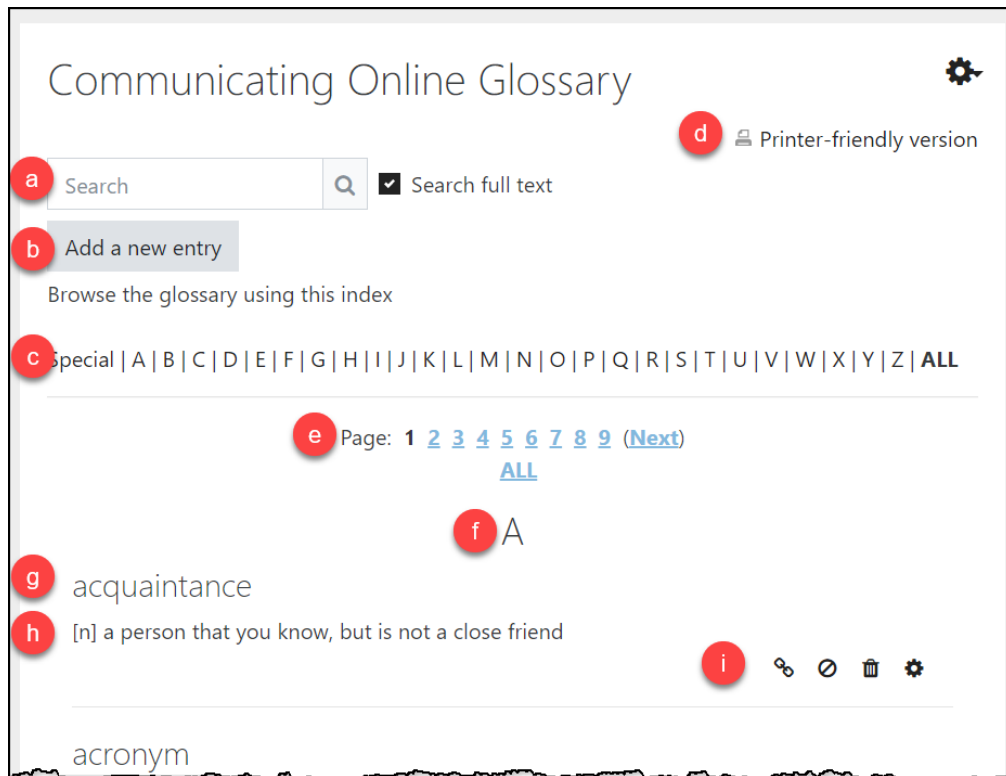 Communicating Online Glossary
d Printer-friendly version
a Search Search full text
b Add a new entry
Browse the glossary using this index
c Special | A | B | C | D | E | F | G | H | I | J | K | L | M | N | O | P | Q | R | S | T | U | V | W | X | Y | Z | ALL
e Page: 1 2 3 4 5 6 7 8 9 (Next)
ALL
f A
g acquaintance
h [n] a person that you know, but is not a close friend
i
acronym